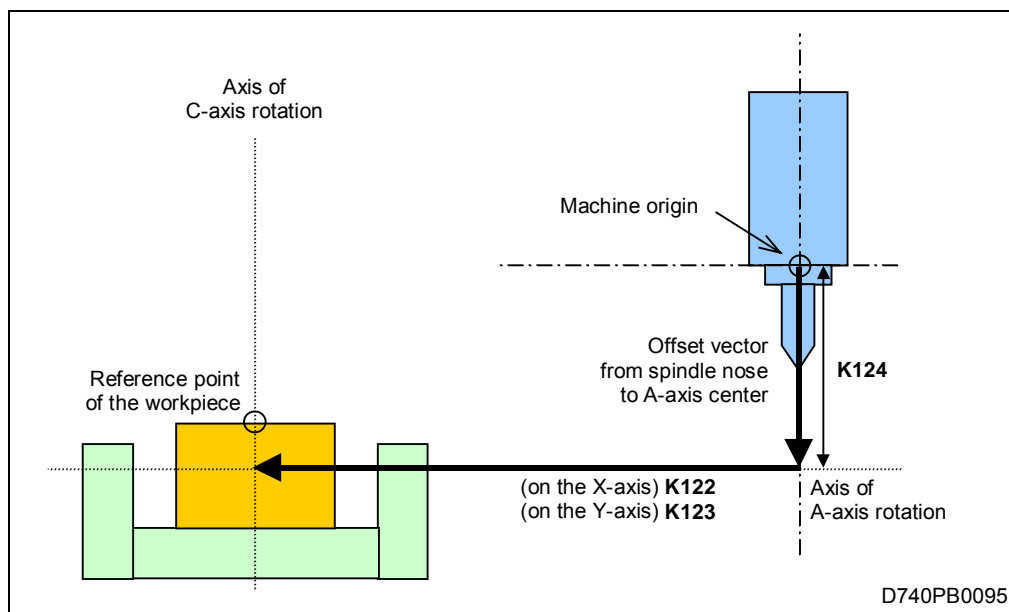 Axis of
C-axis rotation
Machine origin
Offset vector
from spindle nose
to A-axis center
K124
Reference point
of the workpiece
(on the X-axis) K122
(on the Y-axis) K123
Axis of
A-axis rotation
D740PB0095